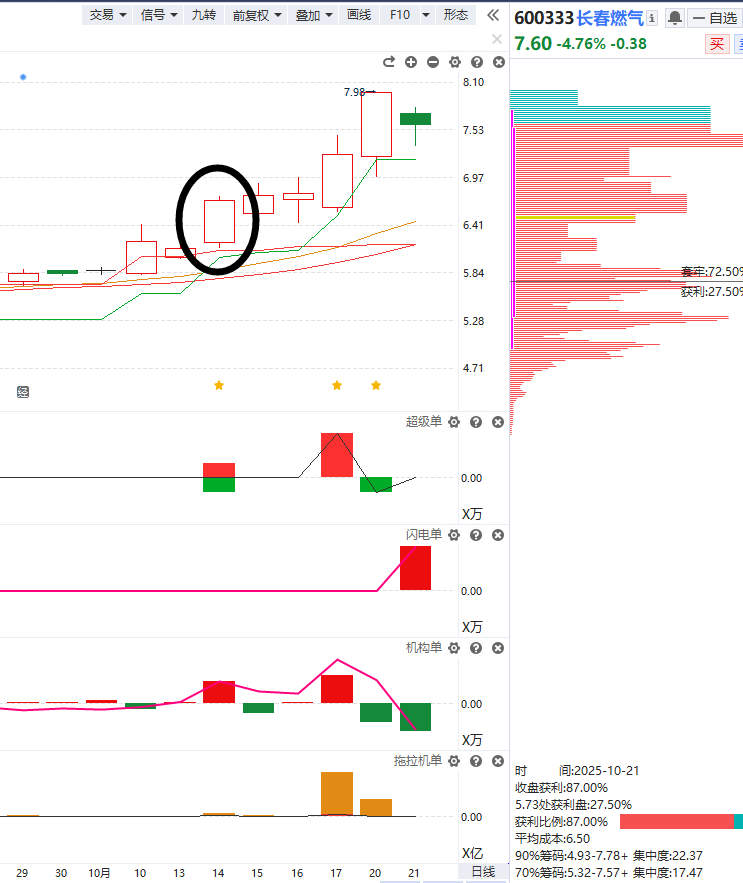 交易 信号 九转 前复权 叠加 画线 F10 形态
600333 长春燃气
自选
7.60 -4.76% -0.38
买
8.10
7.98
7.53
6.97
6.41
5.84
5.28
4.71
套牢:72.50%
获利:27.50%
超级单
0.00
X万
闪电单
0.00
X万
机构单
0.00
X万
拖拉机单
0.00
X亿
29 30 10月 10 13 14 15 16 17 20 21 日线
时 间:2025-10-21
收盘获利:87.00%
5.73处获利盘:27.50%
获利比例:87.00%
平均成本:6.50
90%筹码:4.93-7.78+ 集中度:22.37
70%筹码:5.32-7.57+ 集中度:17.47